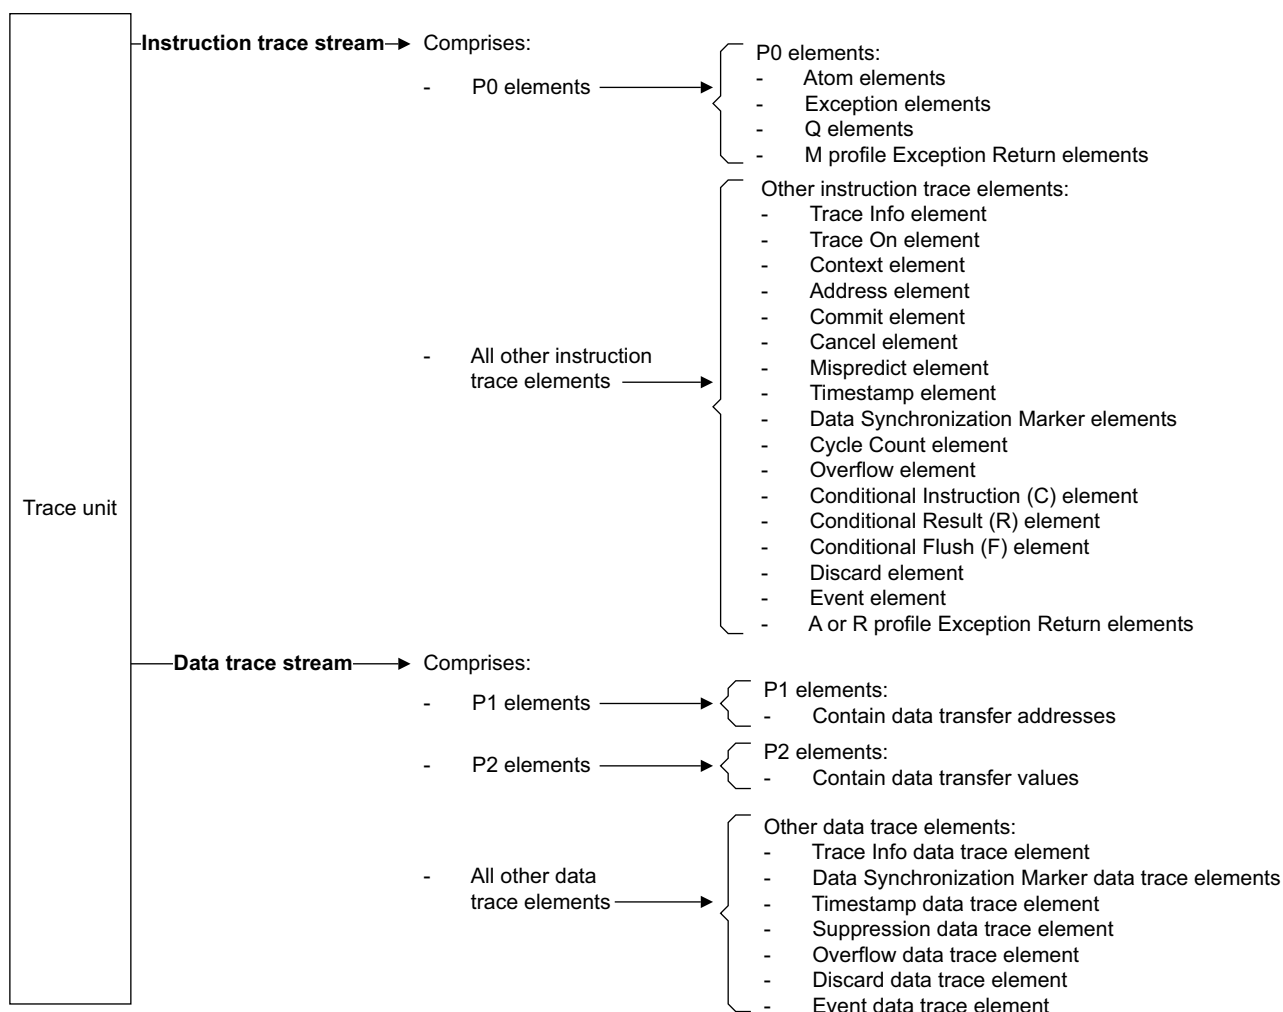 Trace unit
Instruction trace stream
Comprises:
- P0 elements
P0 elements:
- Atom elements
- Exception elements
- Q elements
- M profile Exception Return elements
- All other instruction
trace elements
Other instruction trace elements:
- Trace Info element
- Trace On element
- Context element
- Address element
- Commit element
- Cancel element
- Mispredict element
- Timestamp element
- Data Synchronization Marker elements
- Cycle Count element
- Overflow element
- Conditional Instruction (C) element
- Conditional Result (R) element
- Conditional Flush (F) element
- Discard element
- Event element
- A or R profile Exception Return elements
Data trace stream
Comprises:
- P1 elements
P1 elements:
- Contain data transfer addresses
- P2 elements
P2 elements:
- Contain data transfer values
- All other data
trace elements
Other data trace elements:
- Trace Info data trace element
- Data Synchronization Marker data trace elements
- Timestamp data trace element
- Suppression data trace element
- Overflow data trace element
- Discard data trace element
- Event data trace element